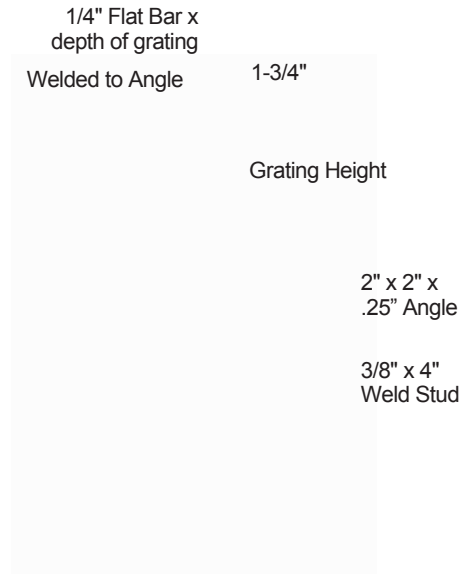 1/4" Flat Bar x
depth of grating
Welded to Angle
1-3/4"
Grating Height
2" x 2" x
.25” Angle
3/8" x 4"
Weld Stud